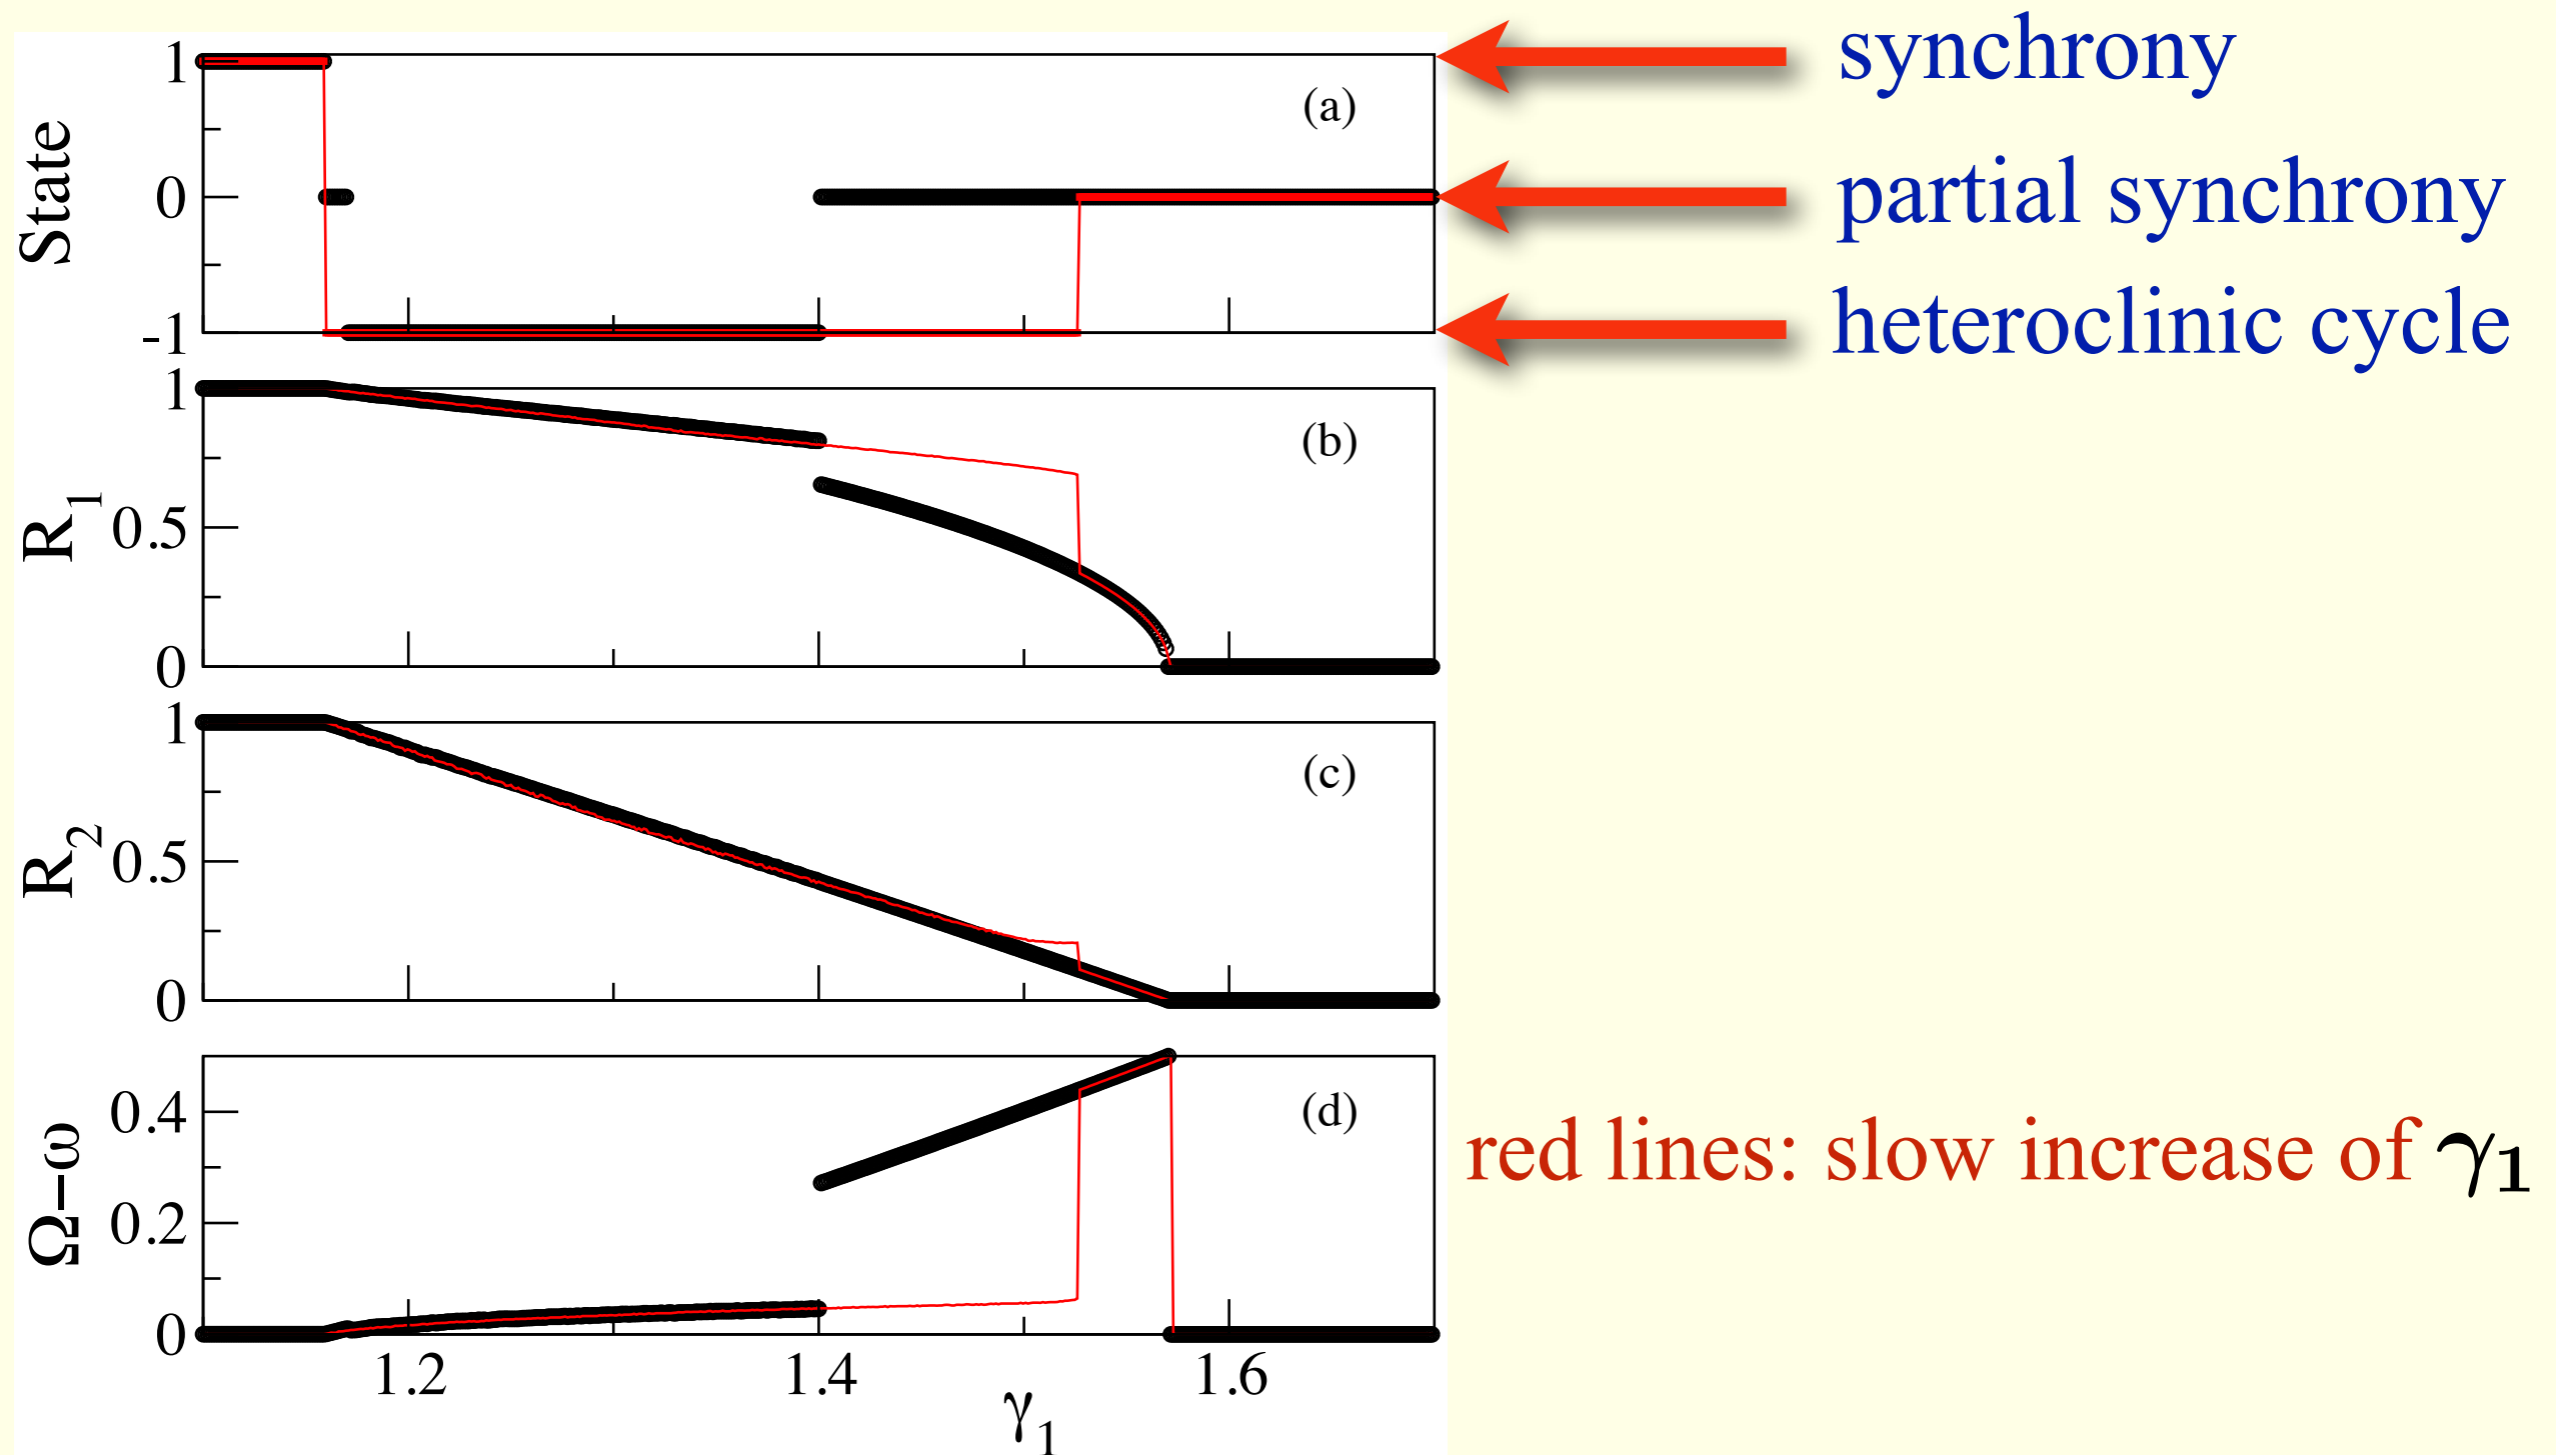 1
0
-1
State
(a)
synchrony
partial synchrony
heteroclinic cycle
1
0.5
0
R1
(b)
1
0.5
0
R2
(c)
0.4
0.2
0
Ω−ω
(d)
red lines: slow increase of γ1
1.2 1.4 1.6
γ1